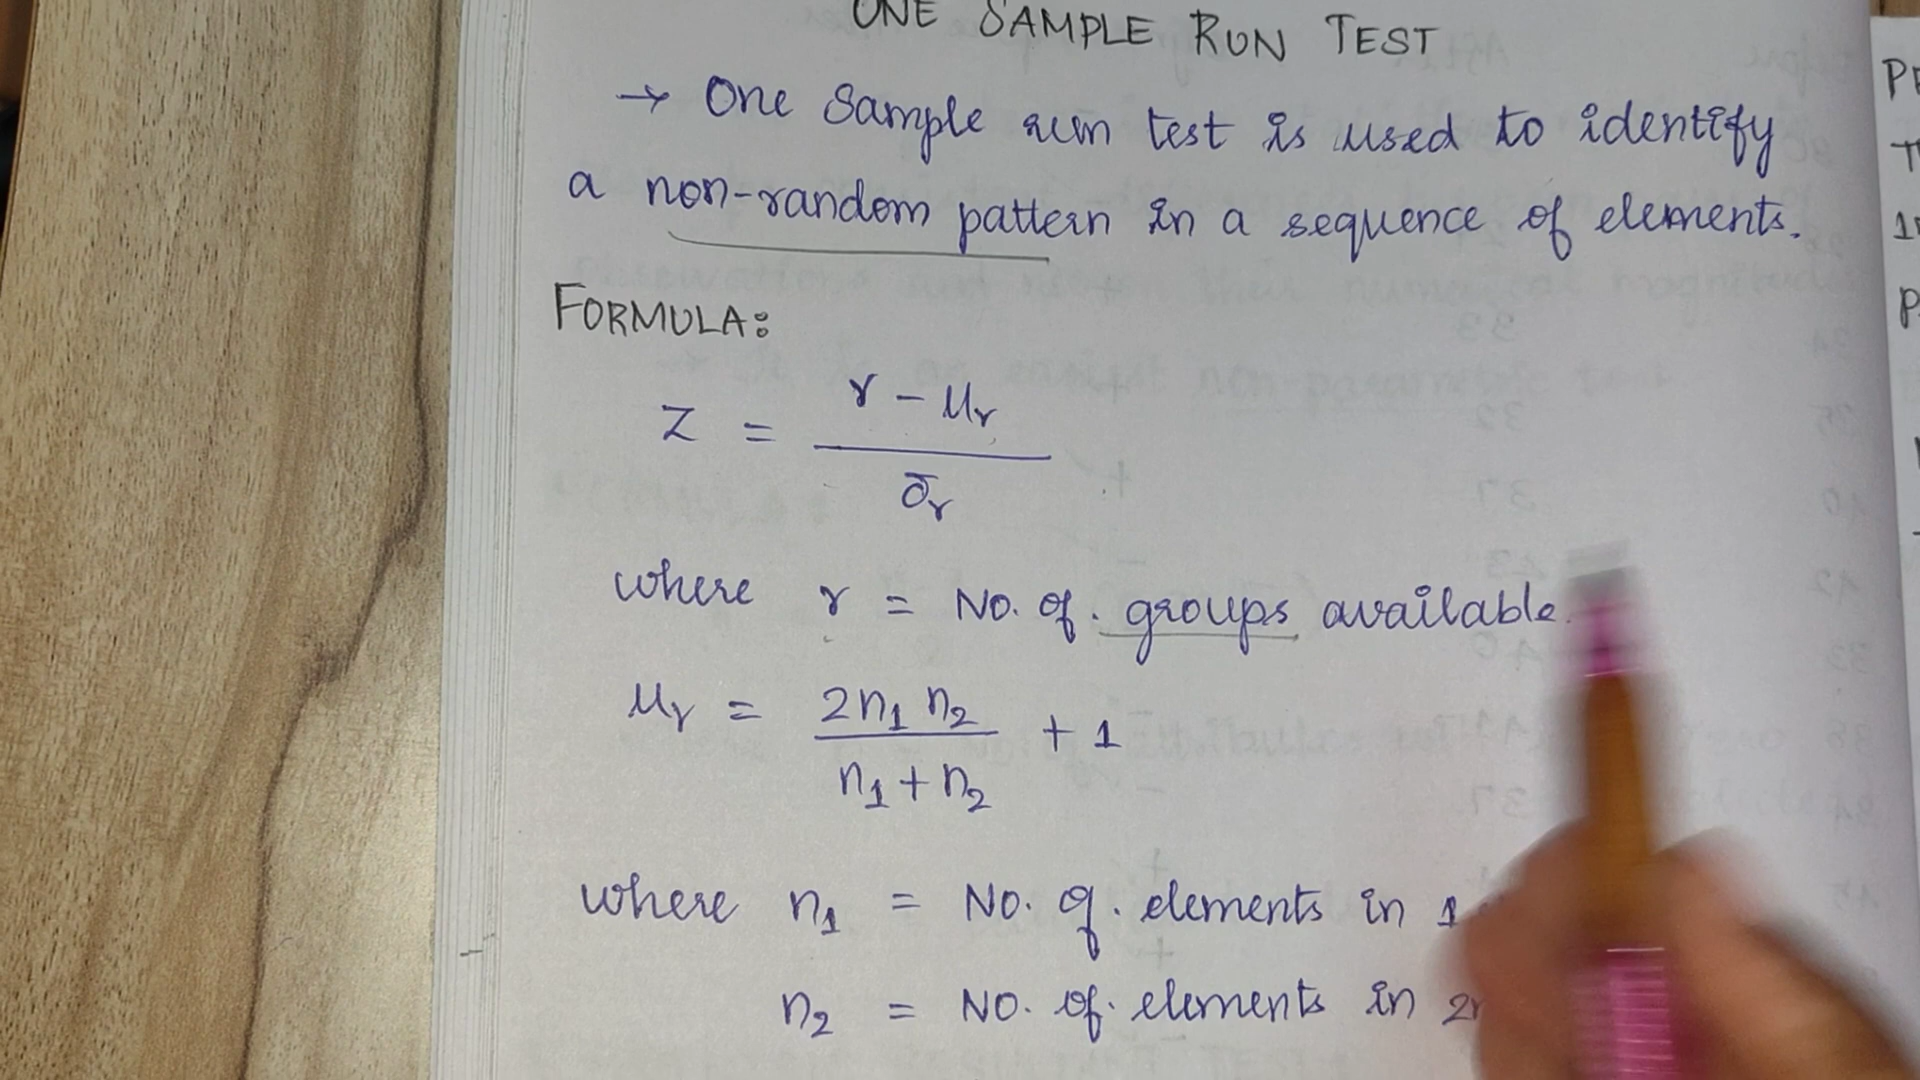 ONE SAMPLE RUN TEST
→ One Sample run test is used to identify
a non-random pattern in a sequence of elements.
FORMULA:
Z = (r - μr) / σr
where r = No. of. groups available.
μr = (2n1 n2) / (n1 + n2) + 1
where n1 = No. of. elements in 1
n2 = No. of. elements in 2